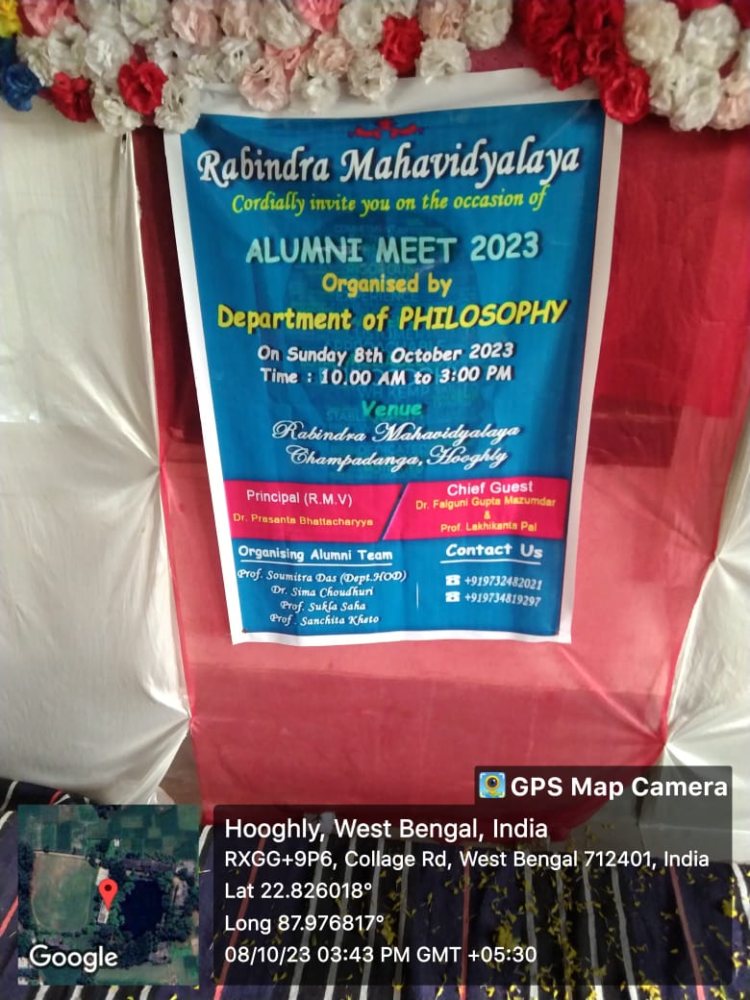 Rabindra Mahavidyalaya
Cordially invite you on the occasion of
ALUMNI MEET 2023
Organised by
Department of PHILOSOPHY
On Sunday 8th October 2023
Time : 10.00 AM to 3:00 PM
Venue
Rabindra Mahavidyalaya
Champadanga, Hooghly
Principal (R.M.V)
Dr. Prasanta Bhattacharyya
Chief Guest
Dr. Falguni Gupta Mazumdar
&
Prof. Lakhikanta Pal
Organising Alumni Team
Prof. Soumitra Das (Dept.HOD)
Dr. Sima Choudhuri
Prof. Sukla Saha
Prof. Sanchita Kheto
Contact Us
☎ +919732482021
☎ +919734819297
GPS Map Camera
Hooghly, West Bengal, India
RXGG+9P6, Collage Rd, West Bengal 712401, India
Lat 22.826018°
Long 87.976817°
08/10/23 03:43 PM GMT +05:30
Google